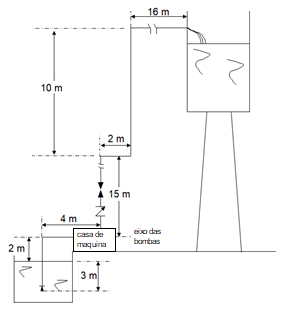 16 m
10 m
2 m
15 m
4 m
casa de
maquina
eixo das
bombas
2 m
3 m